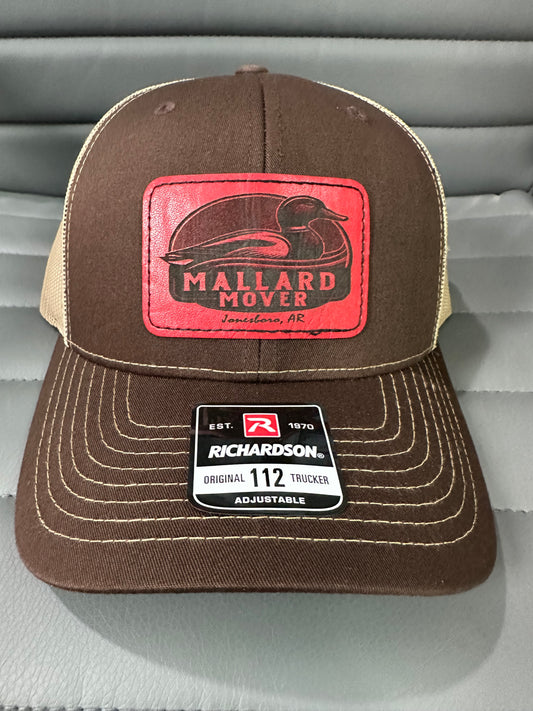 MALLARD
MOVER
Jonesboro, AR
EST. R 1970
RICHARDSON®
ORIGINAL 112 TRUCKER
ADJUSTABLE